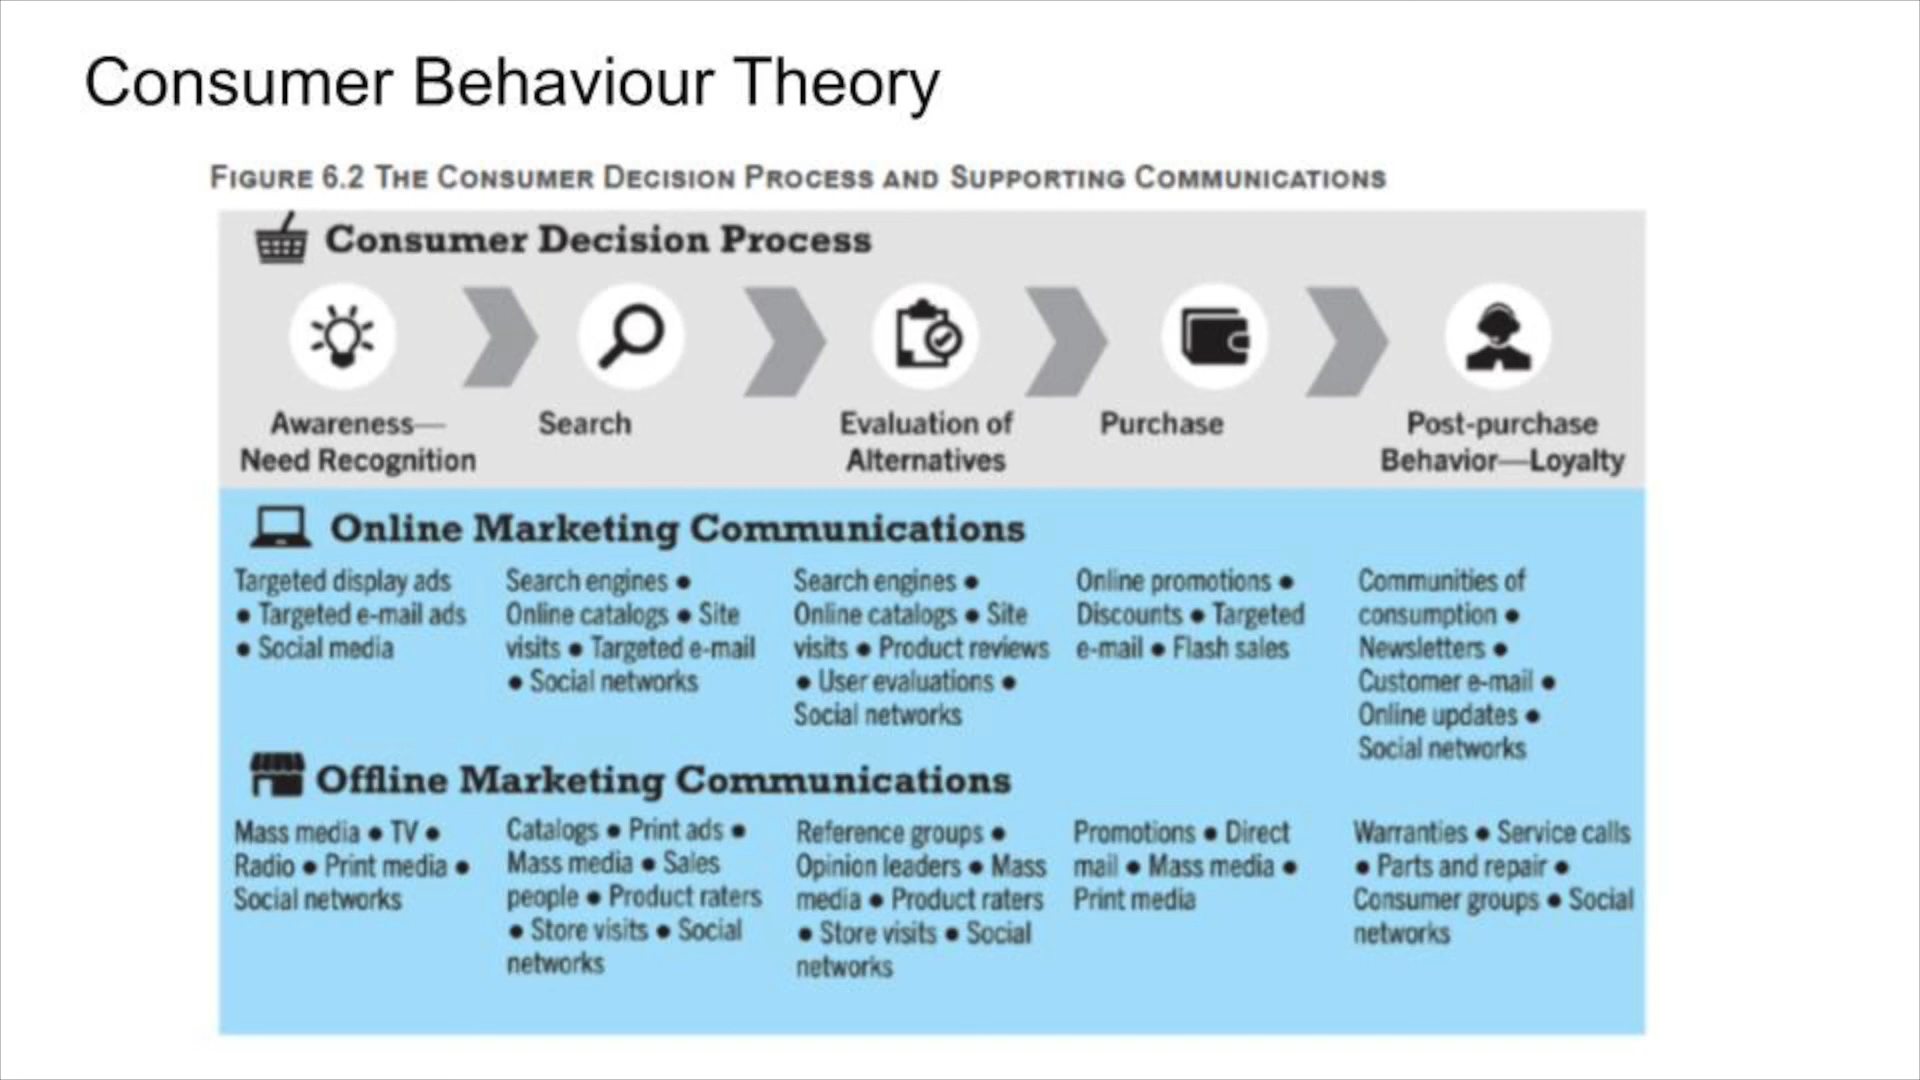 Consumer Behaviour Theory
FIGURE 6.2 THE CONSUMER DECISION PROCESS AND SUPPORTING COMMUNICATIONS
Consumer Decision Process
Awareness—
Need Recognition
Search
Evaluation of
Alternatives
Purchase
Post-purchase
Behavior—Loyalty
Online Marketing Communications
Targeted display ads
• Targeted e-mail ads
• Social media
Search engines •
Online catalogs • Site
visits • Targeted e-mail
• Social networks
Search engines •
Online catalogs • Site
visits • Product reviews
• User evaluations •
Social networks
Online promotions •
Discounts • Targeted
e-mail • Flash sales
Communities of
consumption •
Newsletters •
Customer e-mail •
Online updates •
Social networks
Offline Marketing Communications
Mass media • TV •
Radio • Print media •
Social networks
Catalogs • Print ads •
Mass media • Sales
people • Product raters
• Store visits • Social
networks
Reference groups •
Opinion leaders • Mass
media • Product raters
• Store visits • Social
networks
Promotions • Direct
mail • Mass media •
Print media
Warranties • Service calls
• Parts and repair •
Consumer groups • Social
networks